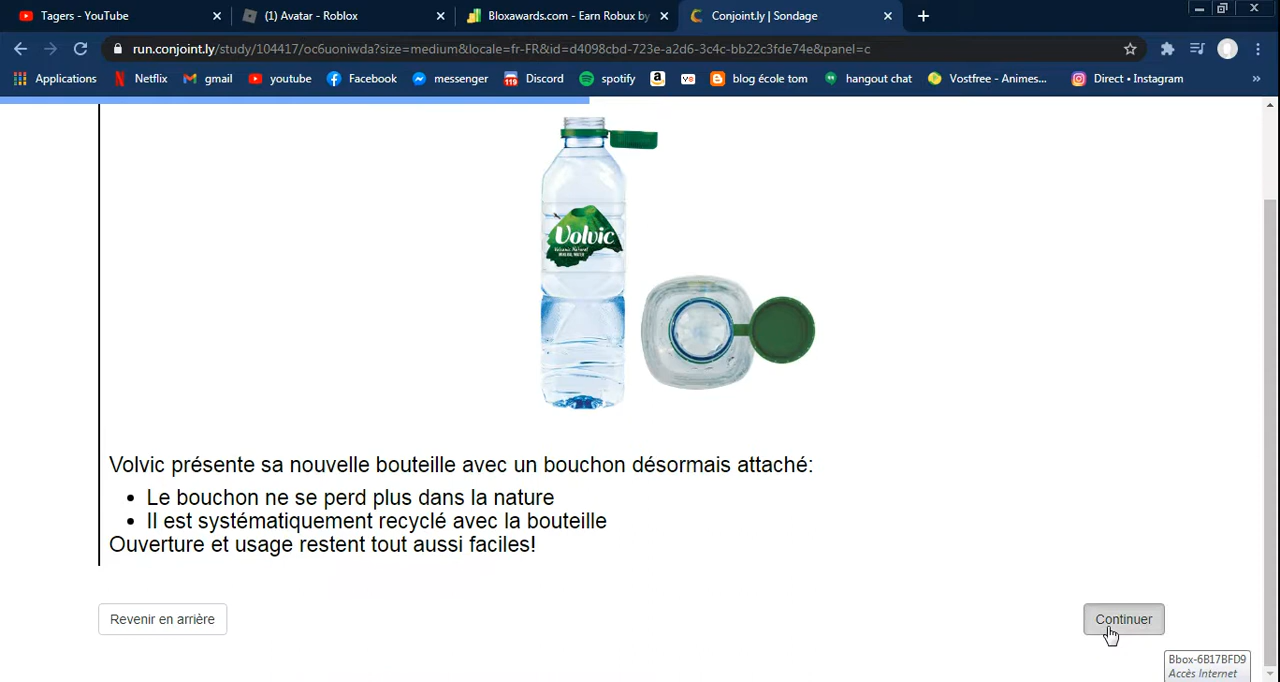 Tagers - YouTube
(1) Avatar - Roblox
Bloxawards.com - Earn Robux by
Conjoint.ly | Sondage
run.conjoint.ly/study/104417/oc6uoniwda?size=medium&locale=fr-FR&id=d4098cbd-723e-a2d6-3c4c-bb22c3fde74e&panel=c
Applications
Netflix
gmail
youtube
Facebook
messenger
Discord
spotify
blog école tom
hangout chat
Vostfree - Animes...
Direct • Instagram
»
Volvic
Volvic présente sa nouvelle bouteille avec un bouchon désormais attaché:
• Le bouchon ne se perd plus dans la nature
• Il est systématiquement recyclé avec la bouteille
Ouverture et usage restent tout aussi faciles!
Revenir en arrière
Continuer
Bbox-6B17BFD9
Accès Internet